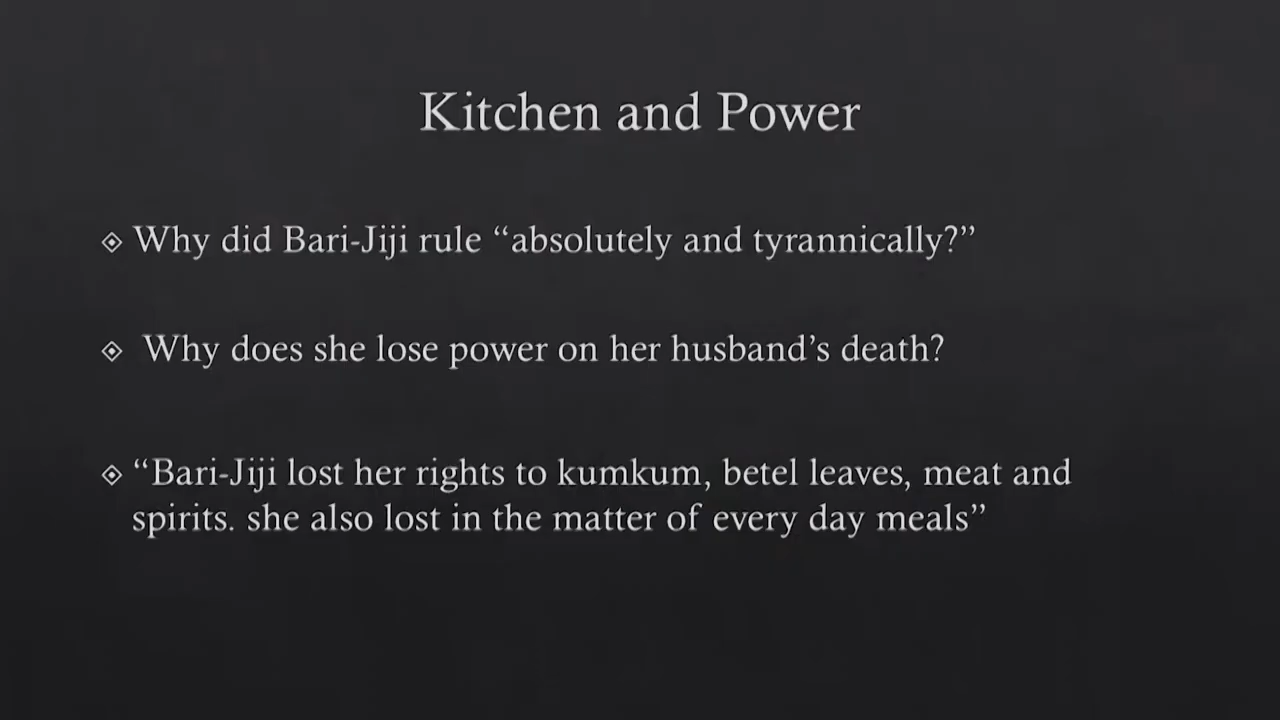 Kitchen and Power
Why did Bari-Jiji rule “absolutely and tyrannically?”
Why does she lose power on her husband’s death?
“Bari-Jiji lost her rights to kumkum, betel leaves, meat and
spirits. she also lost in the matter of every day meals”